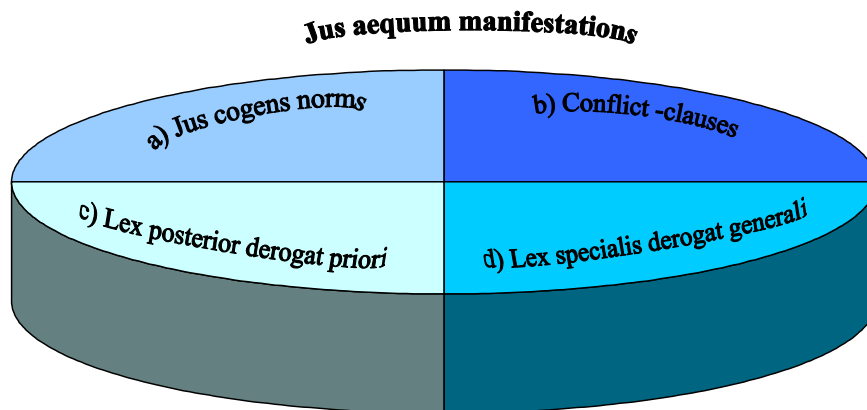 Jus aequum manifestations
a) Jus cogens norms
b) Conflict -clauses
c) Lex posterior derogat priori
d) Lex specialis derogat generali